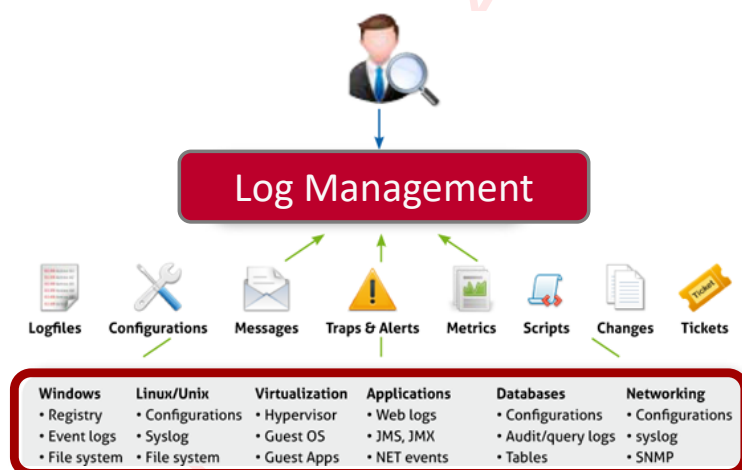 Log Management
Logfiles Configurations Messages Traps & Alerts Metrics Scripts Changes Tickets
Windows Linux/Unix Virtualization Applications Databases Networking
• Registry • Configurations • Hypervisor • Web logs • Configurations • Configurations
• Event logs • Syslog • Guest OS • JMS, JMX • Audit/query logs • syslog
• File system • File system • Guest Apps • NET events • Tables • SNMP